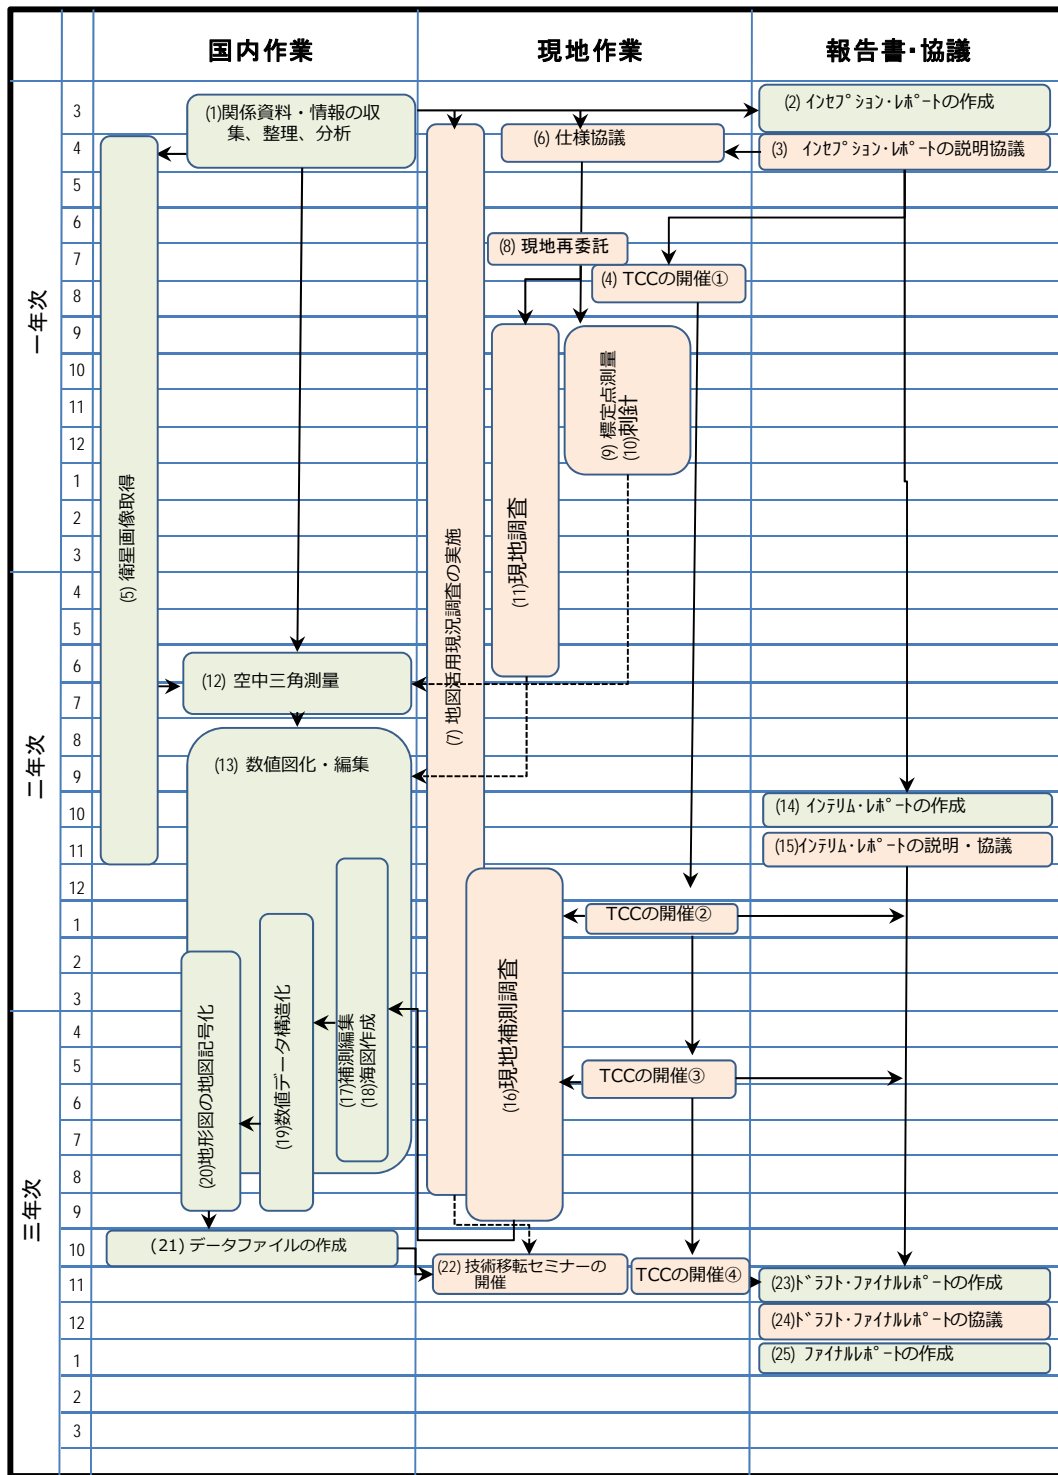 国内作業
現地作業
報告書・協議
一年次
二年次
三年次
3
4
5
6
7
8
9
10
11
12
1
2
3
4
5
6
7
8
9
10
11
12
1
2
3
4
5
6
7
8
9
10
11
12
1
2
3
(1)関係資料・情報の収
集、整理、分析
(2) ｲﾝｾﾌﾟｼｮﾝ・ﾚﾎﾟｰﾄの作成
(3) ｲﾝｾﾌﾟｼｮﾝ・ﾚﾎﾟｰﾄの説明協議
(6) 仕様協議
(8) 現地再委託
(4) TCCの開催①
(5) 衛星画像取得
(7) 地図活用現況調査の実施
(9) 標定点測量
(10)刺針
(11)現地調査
(12) 空中三角測量
(13) 数値図化・編集
(14) ｲﾝﾃﾘﾑ・ﾚﾎﾟｰﾄの作成
(15)ｲﾝﾃﾘﾑ・ﾚﾎﾟｰﾄの説明・協議
TCCの開催②
(16)現地補測調査
(17)補測編集
(18)海図作成
(19)数値データ構造化
(20)地形図の地図記号化
TCCの開催③
(21) データファイルの作成
(22) 技術移転セミナーの
開催
TCCの開催④
(23)ﾄﾞﾗﾌﾄ・ﾌｧｲﾅﾙﾚﾎﾟｰﾄの作成
(24)ﾄﾞﾗﾌﾄ・ﾌｧｲﾅﾙﾚﾎﾟｰﾄの協議
(25) ﾌｧｲﾅﾙﾚﾎﾟｰﾄの作成